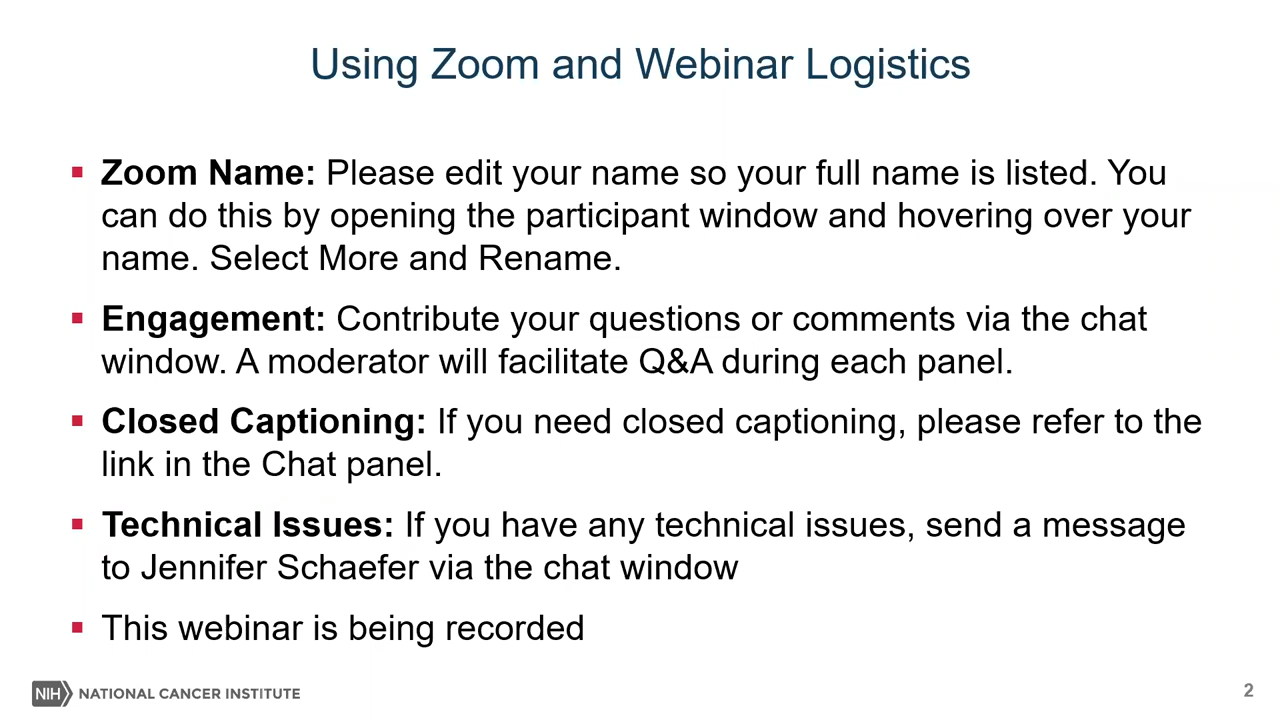 Using Zoom and Webinar Logistics
▪ Zoom Name: Please edit your name so your full name is listed. You
can do this by opening the participant window and hovering over your
name. Select More and Rename.
▪ Engagement: Contribute your questions or comments via the chat
window. A moderator will facilitate Q&A during each panel.
▪ Closed Captioning: If you need closed captioning, please refer to the
link in the Chat panel.
▪ Technical Issues: If you have any technical issues, send a message
to Jennifer Schaefer via the chat window
▪ This webinar is being recorded
NIH NATIONAL CANCER INSTITUTE
2